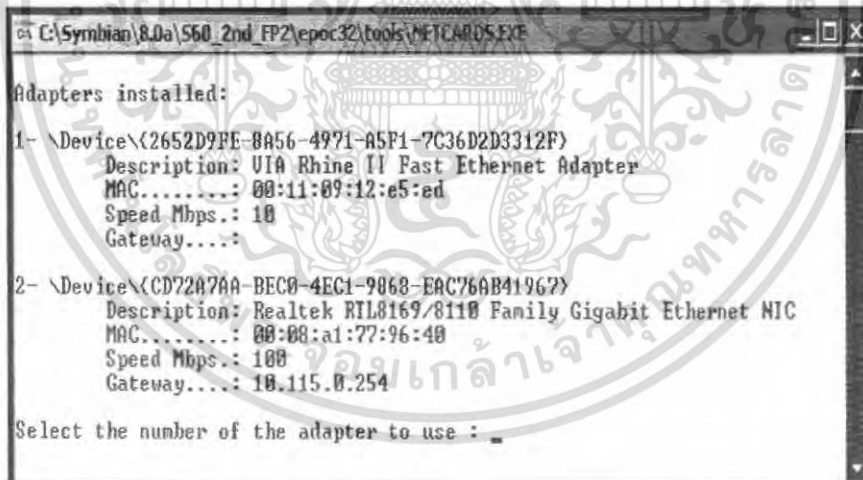 C:\Symbian\8.0a\S60_2nd_FP2\epoc32\tools\NETCARDS.EXE
Adapters installed:
1- \Device\{2652D9FE-8A56-4971-A5F1-7C36D2D3312F}
Description: VIA Rhine II Fast Ethernet Adapter
MAC........: 00:11:09:12:e5:ed
Speed Mbps.: 10
Gateway....:
2- \Device\{CD72A7AA-BEC0-4EC1-9868-EAC76AB41967}
Description: Realtek RTL8169/8110 Family Gigabit Ethernet NIC
MAC........: 00:08:a1:77:96:40
Speed Mbps.: 100
Gateway....: 10.115.0.254
Select the number of the adapter to use : _